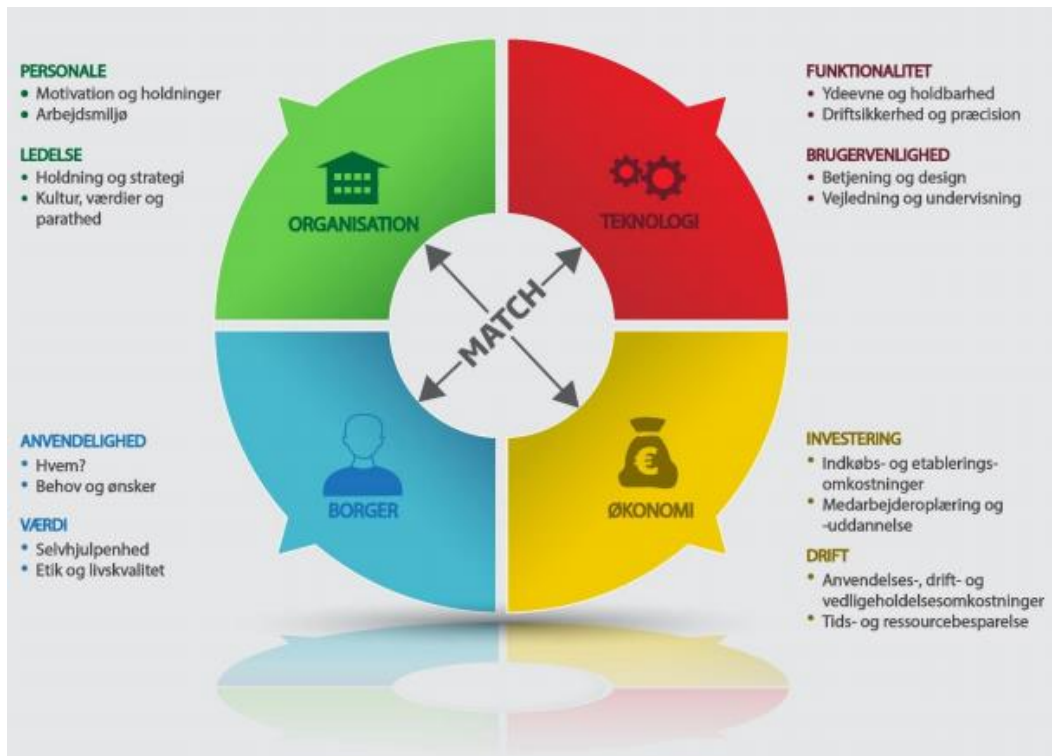 PERSONALE
• Motivation og holdninger
• Arbejdsmiljø
LEDELSE
• Holdning og strategi
• Kultur, værdier og
parathed
ORGANISATION
TEKNOLOGI
FUNKTIONALITET
• Ydeevne og holdbarhed
• Driftsikkerhed og præcision
BRUGERVENLIGHED
• Betjening og design
• Vejledning og undervisning
MATCH
ANVENDELIGHED
• Hvem?
• Behov og ønsker
VÆRDI
• Selvhjulpenhed
• Etik og livskvalitet
BORGER
€
ØKONOMI
INVESTERING
• Indkøbs- og etablerings-
omkostninger
• Medarbejderoplæring og
-uddannelse
DRIFT
• Anvendelses-, drift- og
vedligeholdelsesomkostninger
• Tids- og ressourcebesparelse